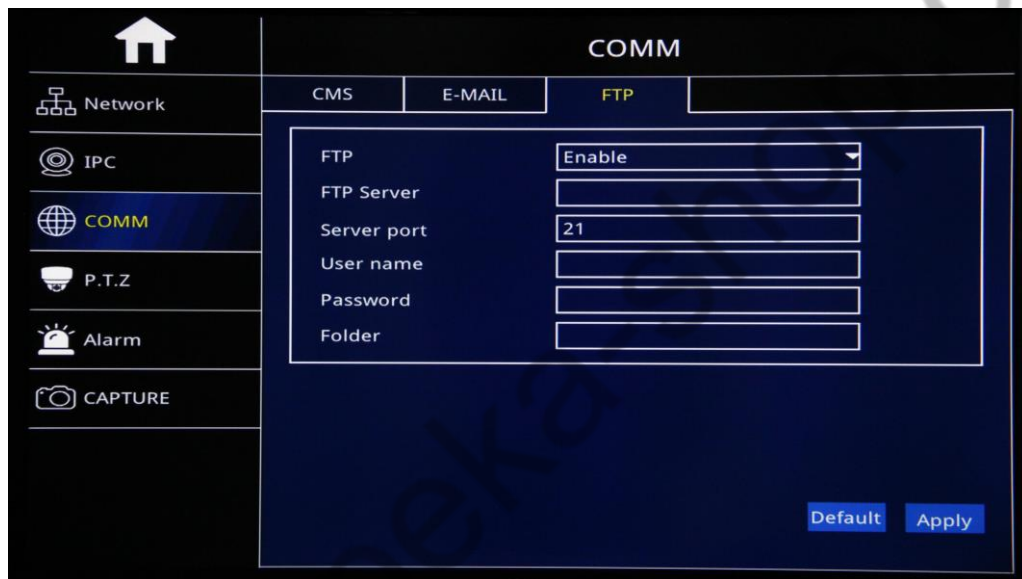 COMM
CMS E-MAIL FTP
Network
IPC
COMM
P.T.Z
Alarm
CAPTURE
FTP Enable
FTP Server
Server port 21
User name
Password
Folder
Default Apply